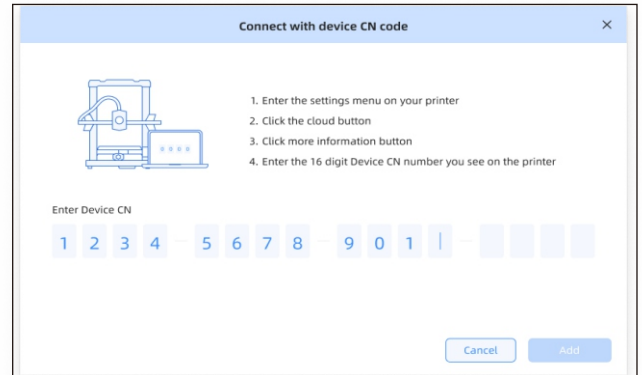 Connect with device CN code
1. Enter the settings menu on your printer
2. Click the cloud button
3. Click more information button
4. Enter the 16 digit Device CN number you see on the printer
Enter Device CN
1 2 3 4 - 5 6 7 8 - 9 0 1 -
Cancel Add